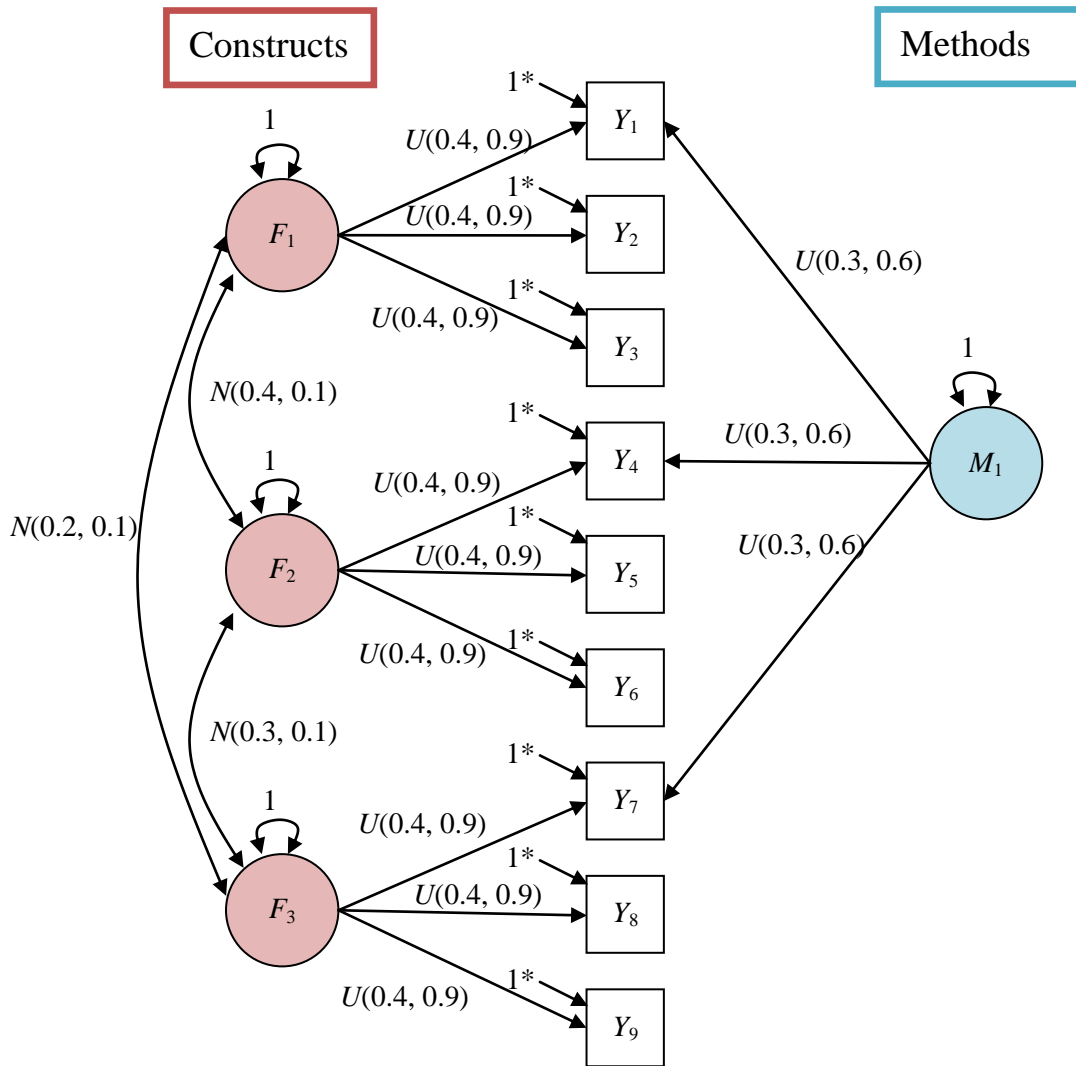 Constructs
Methods
1*
Y1
1
U(0.4, 0.9)
1*
U(0.4, 0.9)
F1
Y2
U(0.3, 0.6)
1*
U(0.4, 0.9)
Y3
1
N(0.4, 0.1)
1*
U(0.3, 0.6)
Y4
M1
1
U(0.4, 0.9)
N(0.2, 0.1)
1*
U(0.4, 0.9)
U(0.3, 0.6)
F2
Y5
1*
U(0.4, 0.9)
Y6
N(0.3, 0.1)
1*
1
Y7
U(0.4, 0.9)
1*
U(0.4, 0.9)
F3
Y8
1*
U(0.4, 0.9)
Y9